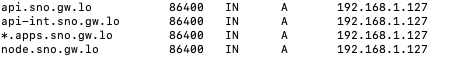 api.sno.gw.lo 86400 IN A 192.168.1.127
api-int.sno.gw.lo 86400 IN A 192.168.1.127
*.apps.sno.gw.lo 86400 IN A 192.168.1.127
node.sno.gw.lo 86400 IN A 192.168.1.127